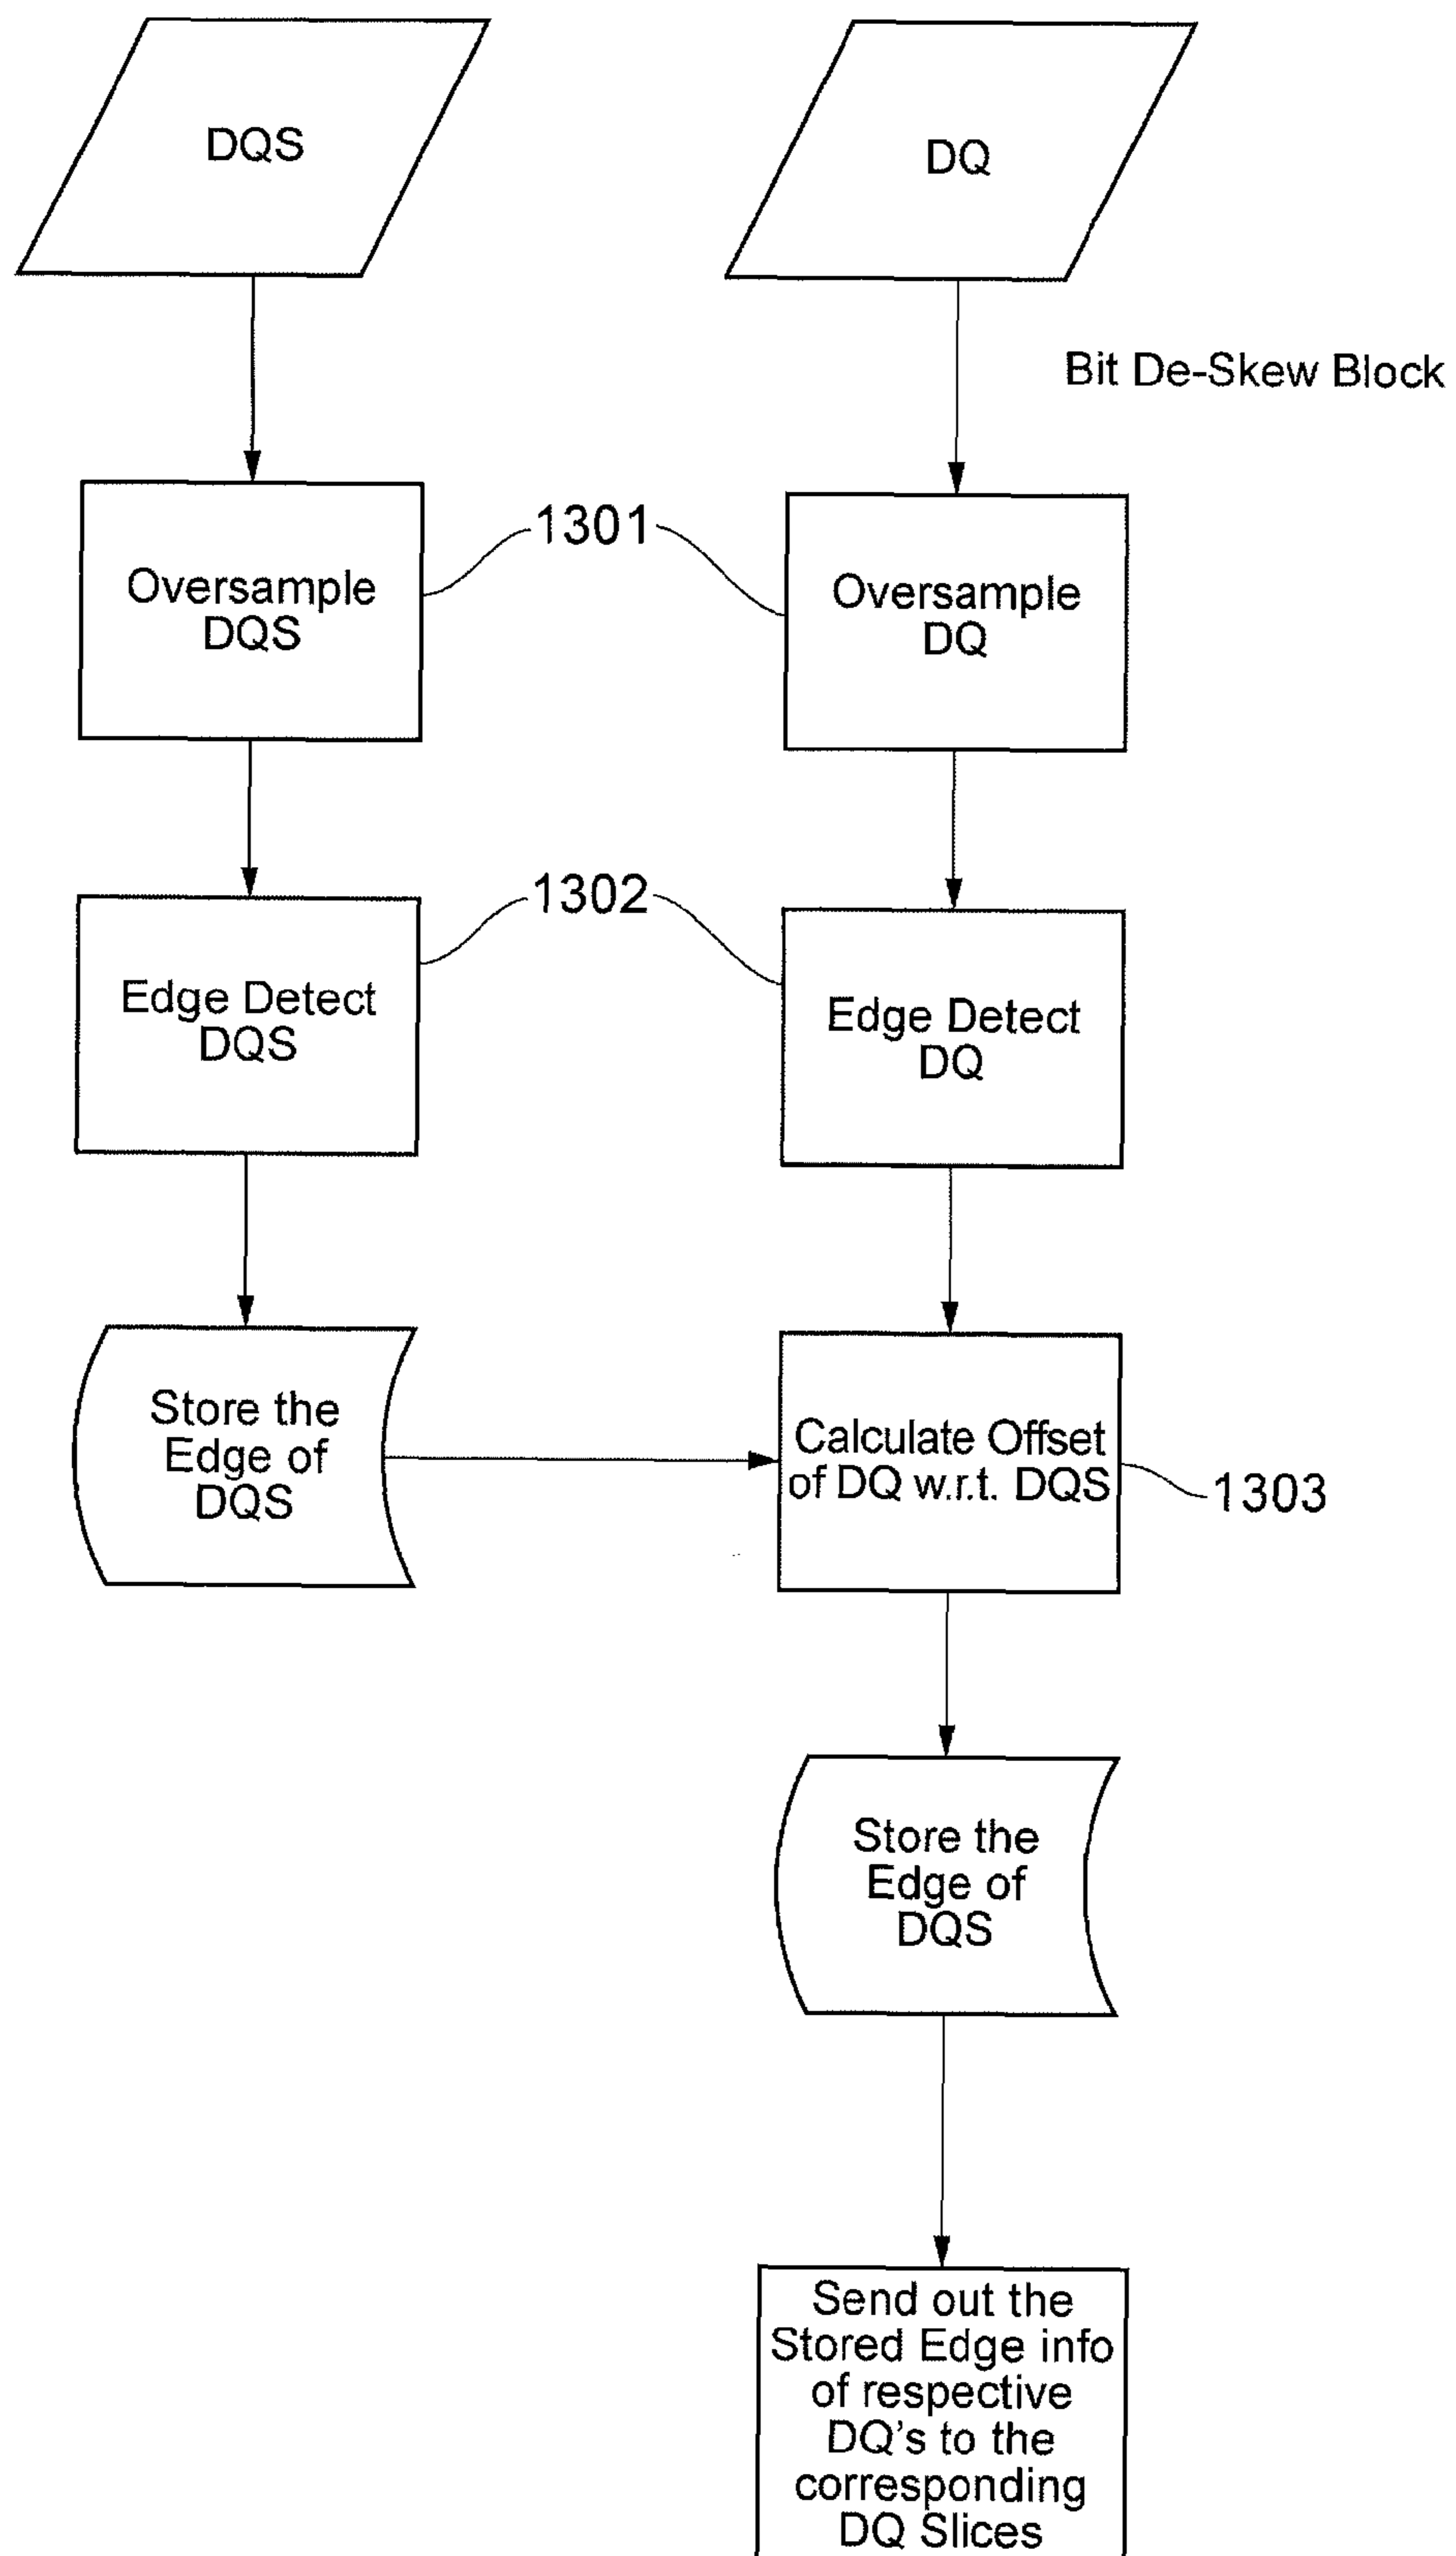 DQS
DQ
Bit De-Skew Block
1301
Oversample
DQS
Oversample
DQ
1302
Edge Detect
DQS
Edge Detect
DQ
Store the
Edge of
DQS
Calculate Offset
of DQ w.r.t. DQS
1303
Store the
Edge of
DQS
Send out the
Stored Edge info
of respective
DQ's to the
corresponding
DQ Slices